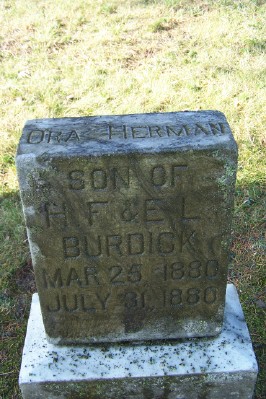 ORA HERMAN
SON OF
H. F. & E. L.
BURDICK
MAR 25 1880
JULY 31, 1880